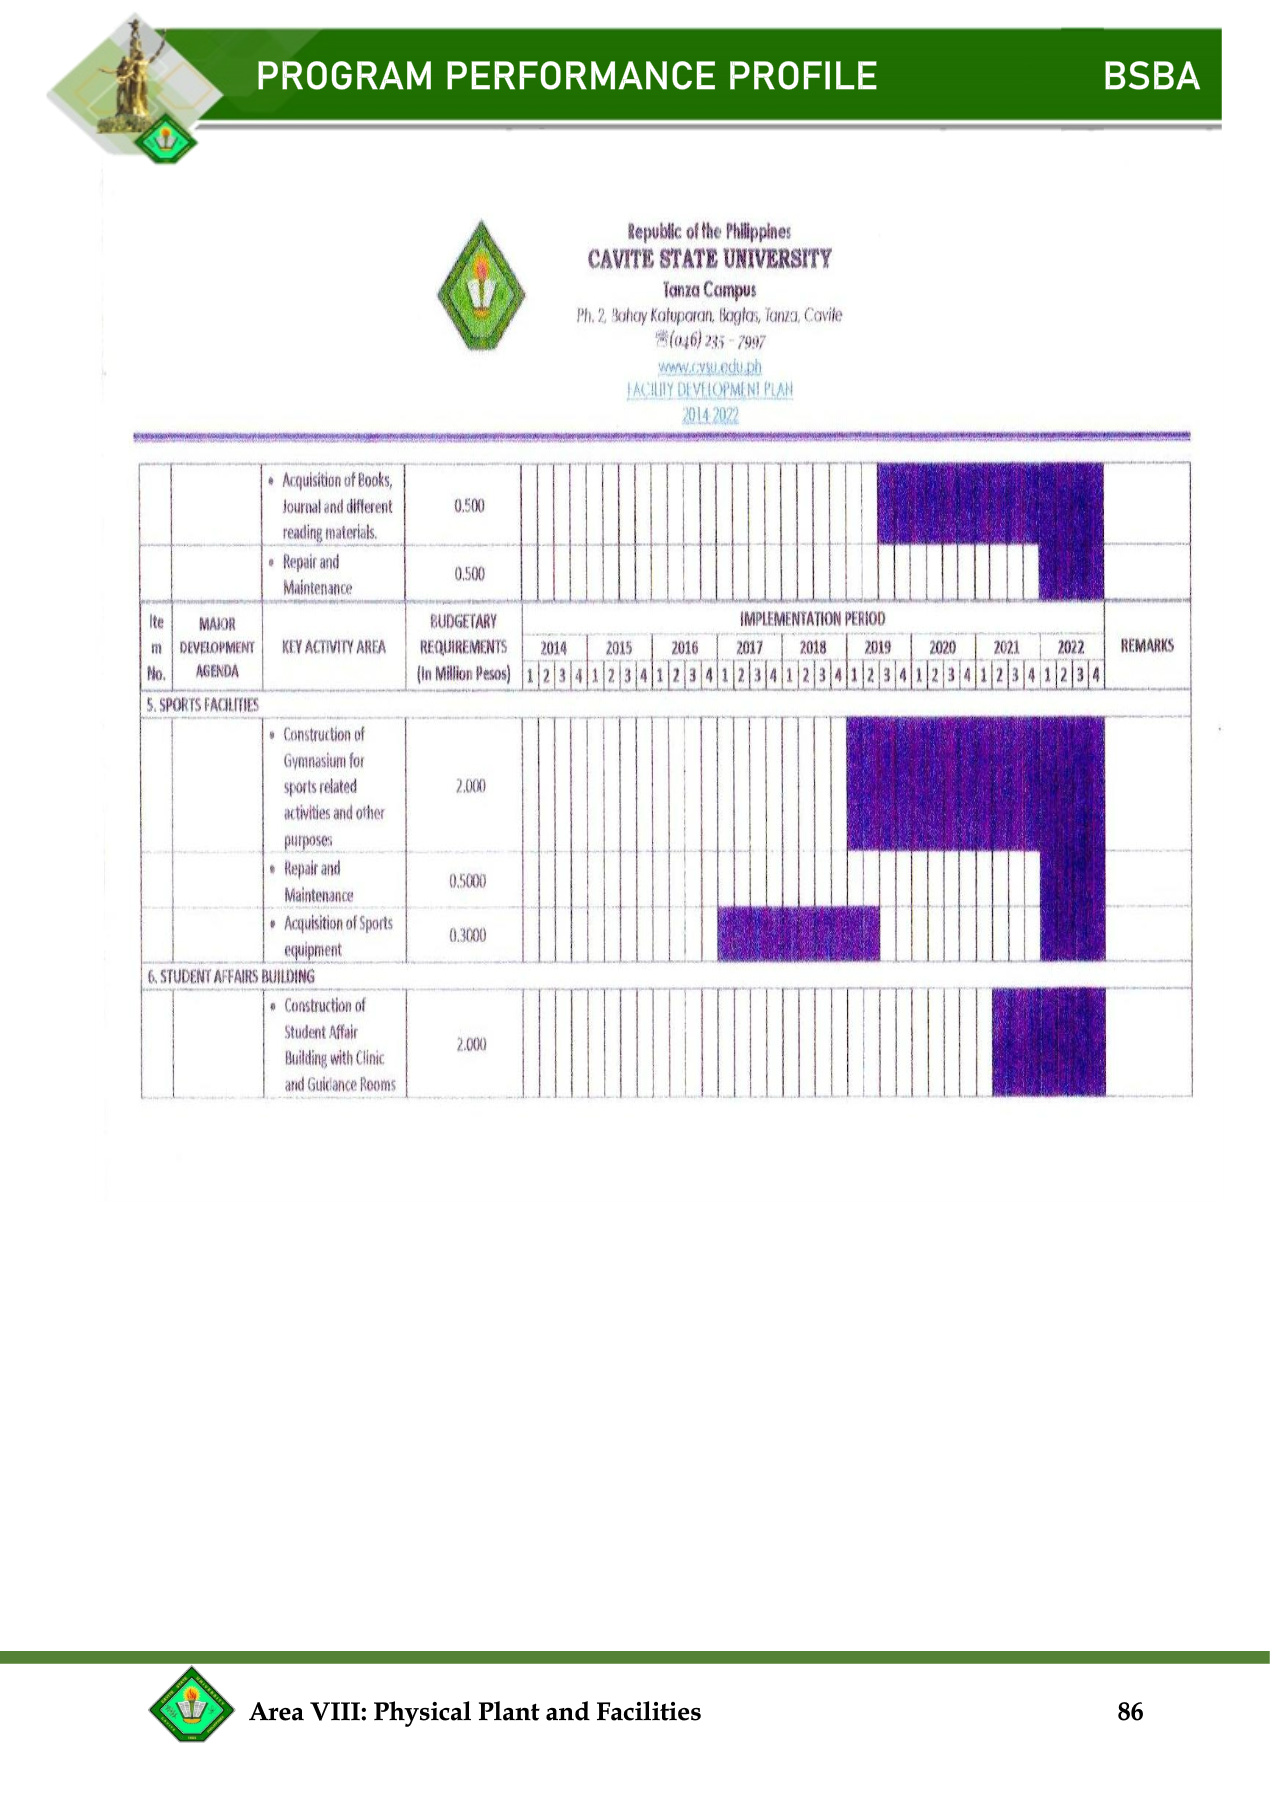 PROGRAM PERFORMANCE PROFILE BSBA
Republic of the Philippines
CAVITE STATE UNIVERSITY
Tanza Campus
Ph. 2, Bahay Katuparan, Bagtas, Tanza, Cavite
☏(046) 235 - 7997
www.cvsu.edu.ph
FACILITY DEVELOPMENT PLAN
2014-2022
• Acquisition of Books,
Journal and different
reading materials.
0.500
• Repair and
Maintenance
0.500
Ite
m
No.
MAJOR
DEVELOPMENT
AGENDA
KEY ACTIVITY AREA
BUDGETARY
REQUIREMENTS
(In Million Pesos)
IMPLEMENTATION PERIOD
2014 2015 2016 2017 2018 2019 2020 2021 2022
1 2 3 4 1 2 3 4 1 2 3 4 1 2 3 4 1 2 3 4 1 2 3 4 1 2 3 4 1 2 3 4 1 2 3 4
REMARKS
5. SPORTS FACILITIES
• Construction of
Gymnasium for
sports related
activities and other
purposes
2.000
• Repair and
Maintenance
0.5000
• Acquisition of Sports
equipment
0.3000
6. STUDENT AFFAIRS BUILDING
• Construction of
Student Affair
Building with Clinic
and Guidance Rooms
2.000
Area VIII: Physical Plant and Facilities 86